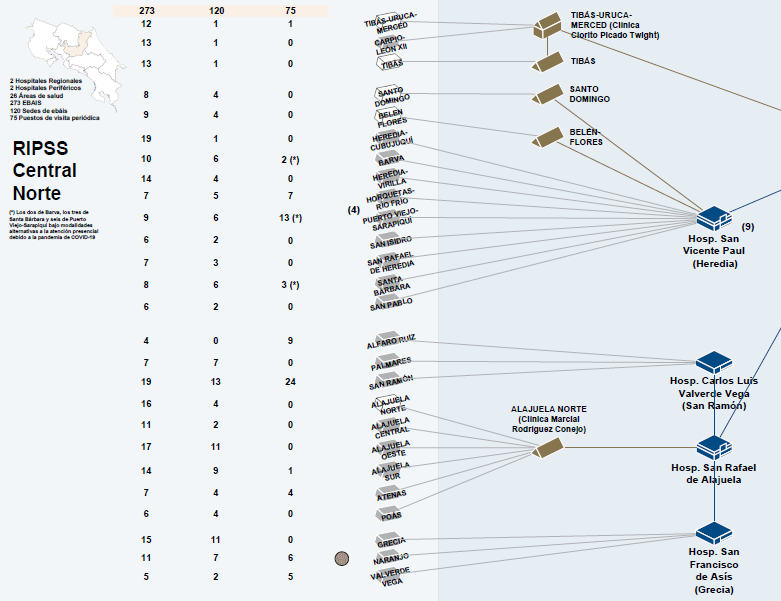 273 120 75
12 1 1 TIBÁS-URUCA-
MERCED
13 1 0 CARPIO-
LEÓN XII
13 1 0 TIBÁS
8 4 0 SANTO
DOMINGO
9 4 0 BELÉN
FLORES
19 1 0 HEREDIA-
CUBUJUQUÍ
10 6 2 (*) BARVA
14 4 0 HEREDIA-
VIRILLA
7 5 7 HORQUETAS-
RÍO FRÍO
(4)
9 6 13 (*) PUERTO VIEJO-
SARAPIQUÍ
6 2 0 SAN ISIDRO
7 3 0 SAN RAFAEL
DE HEREDIA
8 6 3 (*) SANTA
BÁRBARA
6 2 0 SAN PABLO
4 0 9 ALFARO RUIZ
7 7 0 PALMARES
19 13 24 SAN RAMÓN
16 4 0 ALAJUELA
NORTE
11 2 0 ALAJUELA
CENTRAL
17 11 0 ALAJUELA
OESTE
14 9 1 ALAJUELA
SUR
7 4 4 ATENAS
6 4 0 POÁS
15 11 0 GRECIA
11 7 6 NARANJO
5 2 5 VALVERDE
VEGA
2 Hospitales Regionales
2 Hospitales Periféricos
26 Áreas de salud
273 EBAIS
120 Sedes de ebáis
75 Puestos de visita periódica
RIPSS
Central
Norte
(*) Los dos de Barva, los tres de
Santa Bárbara y seis de Puerto
Viejo-Sarapiquí bajo modalidades
alternativas a la atención presencial
debido a la pandemia de COVID-19
TIBÁS-URUCA-
MERCED (Clínica
Clorito Picado Twight)
TIBÁS
SANTO
DOMINGO
BELÉN-
FLORES
(9)
Hosp. San
Vicente Paul
(Heredia)
Hosp. Carlos Luis
Valverde Vega
(San Ramón)
ALAJUELA NORTE
(Clínica Marcial
Rodríguez Conejo)
Hosp. San Rafael
de Alajuela
Hosp. San
Francisco
de Asís
(Grecia)